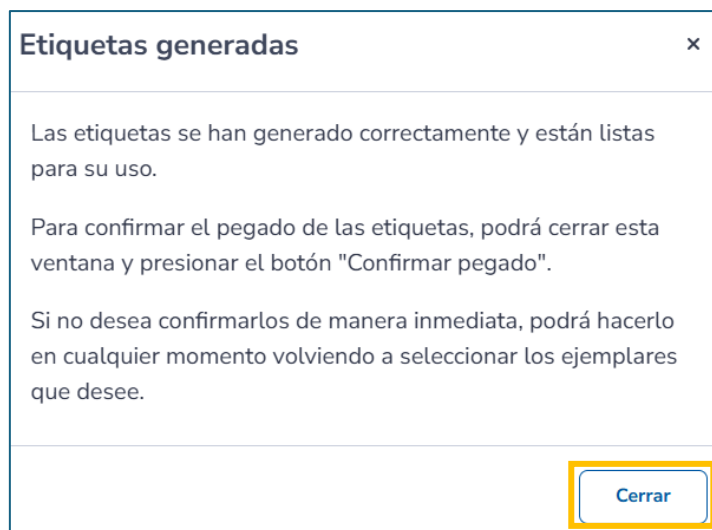 Etiquetas generadas
×
Las etiquetas se han generado correctamente y están listas
para su uso.
Para confirmar el pegado de las etiquetas, podrá cerrar esta
ventana y presionar el botón "Confirmar pegado".
Si no desea confirmarlos de manera inmediata, podrá hacerlo
en cualquier momento volviendo a seleccionar los ejemplares
que desee.
Cerrar